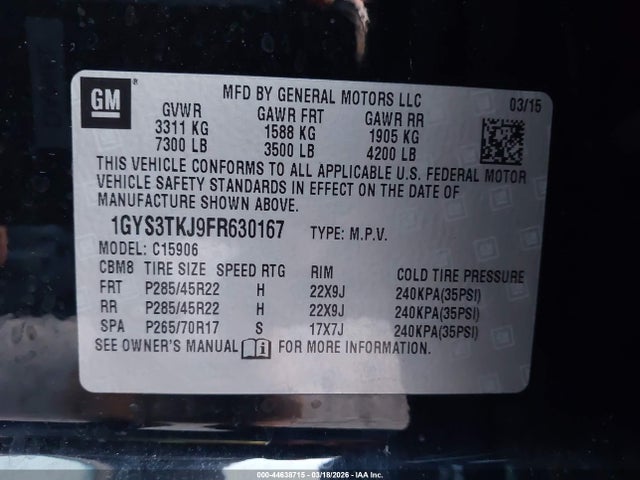 GM
MFD BY GENERAL MOTORS LLC 03/15
GVWR GAWR FRT GAWR RR
3311 KG 1588 KG 1905 KG
7300 LB 3500 LB 4200 LB
THIS VEHICLE CONFORMS TO ALL APPLICABLE U.S. FEDERAL MOTOR
VEHICLE SAFETY STANDARDS IN EFFECT ON THE DATE OF
MANUFACTURE SHOWN ABOVE.
1GYS3TKJ9FR630167 TYPE: M.P.V.
MODEL: C15906
CBM8 TIRE SIZE SPEED RTG RIM COLD TIRE PRESSURE
FRT P285/45R22 H 22X9J 240KPA(35PSI)
RR P285/45R22 H 22X9J 240KPA(35PSI)
SPA P265/70R17 S 17X7J 240KPA(35PSI)
SEE OWNER'S MANUAL FOR MORE INFORMATION.
000-44638715 - 03/18/2026 - IAA Inc.